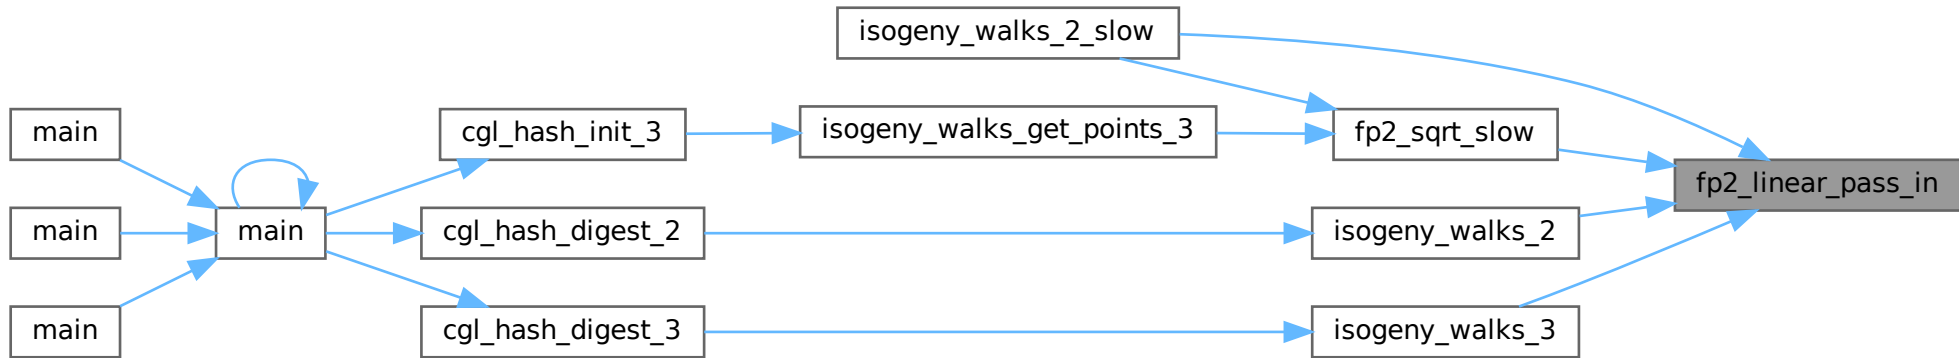 isogeny_walks_2_slow
main
cgl_hash_init_3
isogeny_walks_get_points_3
fp2_sqrt_slow
fp2_linear_pass_in
main
main
cgl_hash_digest_2
isogeny_walks_2
main
cgl_hash_digest_3
isogeny_walks_3